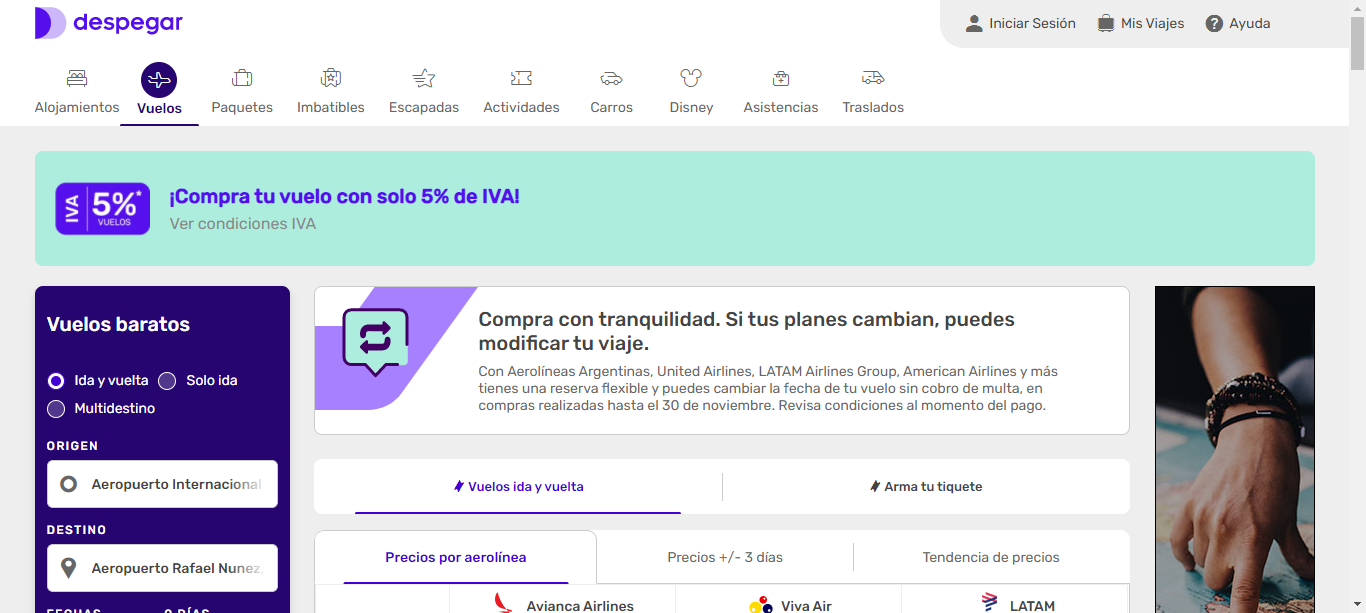 despegar
Iniciar Sesión
Mis Viajes
Ayuda
Alojamientos
Vuelos
Paquetes
Imbatibles
Escapadas
Actividades
Carros
Disney
Asistencias
Traslados
IVA 5%*
VUELOS
¡Compra tu vuelo con solo 5% de IVA!
Ver condiciones IVA
Vuelos baratos
Ida y vuelta
Solo ida
Multidestino
ORIGEN
Aeropuerto Internacional
DESTINO
Aeropuerto Rafael Nunez,
FECHAS
0 DÍAS
Compra con tranquilidad. Si tus planes cambian, puedes
modificar tu viaje.
Con Aerolíneas Argentinas, United Airlines, LATAM Airlines Group, American Airlines y más
tienes una reserva flexible y puedes cambiar la fecha de tu vuelo sin cobro de multa, en
compras realizadas hasta el 30 de noviembre. Revisa condiciones al momento del pago.
Vuelos ida y vuelta
Arma tu tiquete
Precios por aerolínea
Precios +/- 3 días
Tendencia de precios
Avianca Airlines
Viva Air
LATAM